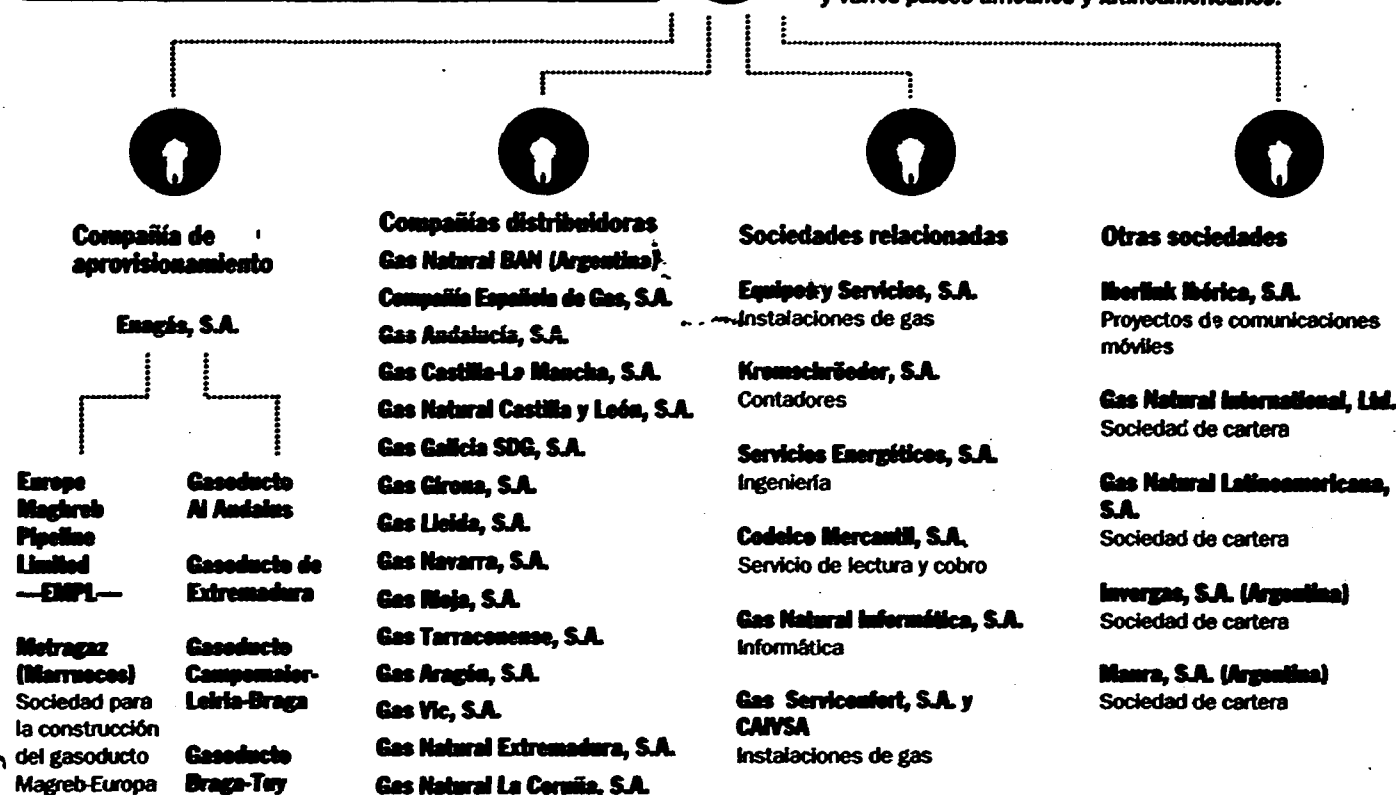 y varios países africanos y latinoamericanos.
Compañía de
aprovisionamiento
Enagás, S.A.
Europe
Maghreb
Pipeline
Limited
—EMPL—
Metragaz
(Marruecos)
Sociedad para
la construcción
del gasoducto
Magreb-Europa
Gasoducto
Al Andalus
Gasoducto de
Extremadura
Gasoducto
Campomaior-
Leiria-Braga
Gasoducto
Braga-Tuy
Compañías distribuidoras
Gas Natural BAN (Argentina)
Compañía Española de Gas, S.A.
Gas Andalucía, S.A.
Gas Castilla-La Mancha, S.A.
Gas Natural Castilla y León, S.A.
Gas Galicia SDG, S.A.
Gas Girona, S.A.
Gas Lleida, S.A.
Gas Navarra, S.A.
Gas Rioja, S.A.
Gas Tarraconense, S.A.
Gas Aragón, S.A.
Gas Vic, S.A.
Gas Natural Extremadura, S.A.
Gas Natural La Coruña, S.A.
Sociedades relacionadas
Equipos y Servicios, S.A.
Instalaciones de gas
Kromschröeder, S.A.
Contadores
Servicios Energéticos, S.A.
Ingeniería
Codelco Mercantil, S.A.
Servicio de lectura y cobro
Gas Natural Informática, S.A.
Informática
Gas Serviconfort, S.A. y
CAIVSA
Instalaciones de gas
Otras sociedades
Iberlink Ibérica, S.A.
Proyectos de comunicaciones
móviles
Gas Natural International, Ltd.
Sociedad de cartera
Gas Natural Latinoamericana,
S.A.
Sociedad de cartera
Invergas, S.A. (Argentina)
Sociedad de cartera
Manra, S.A. (Argentina)
Sociedad de cartera